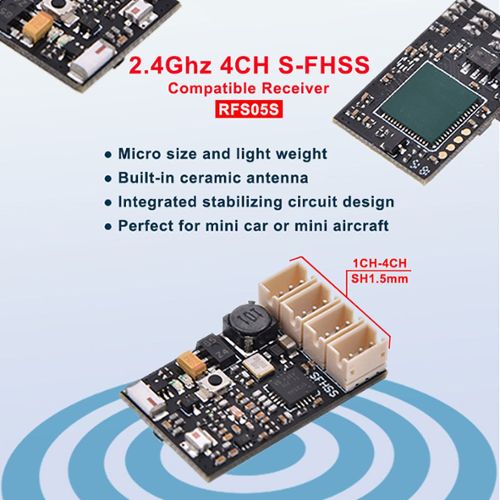 2.4Ghz 4CH S-FHSS
Compatible Receiver
RFS05S
● Micro size and light weight
● Built-in ceramic antenna
● Integrated stabilizing circuit design
● Perfect for mini car or mini aircraft
1CH-4CH
SH1.5mm
101
SFHSS